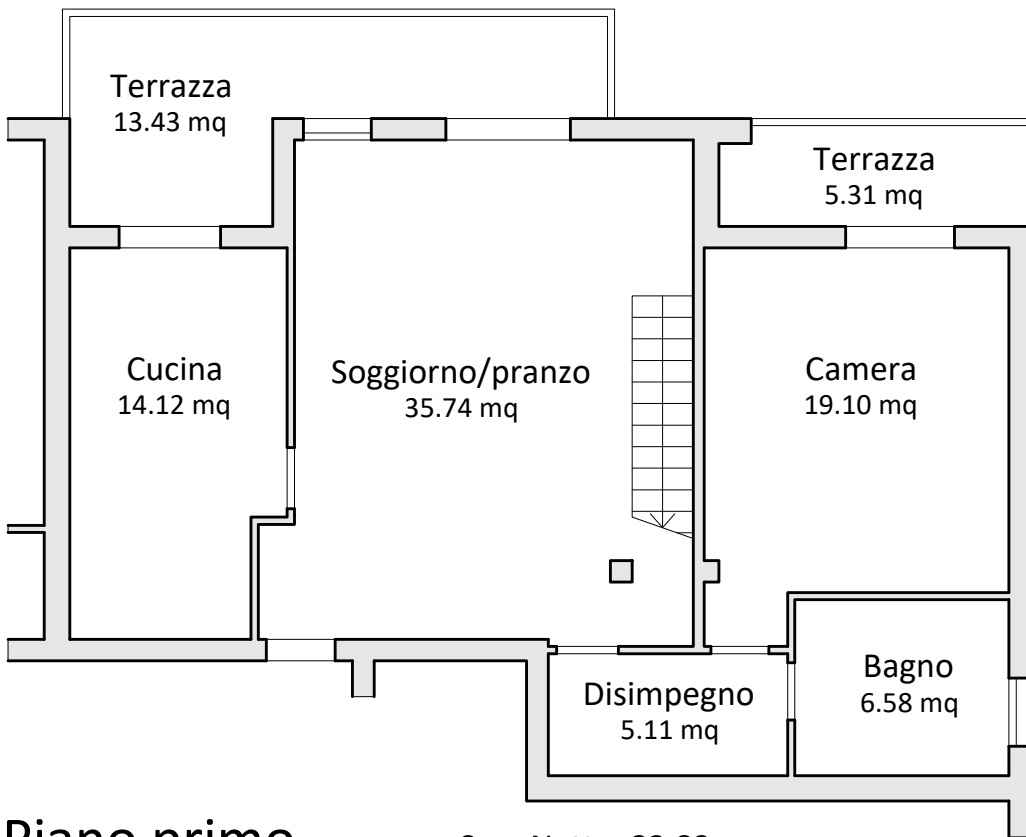 Terrazza
13.43 mq
Terrazza
5.31 mq
Cucina
14.12 mq
Soggiorno/pranzo
35.74 mq
Camera
19.10 mq
Disimpegno
5.11 mq
Bagno
6.58 mq
Piano primo